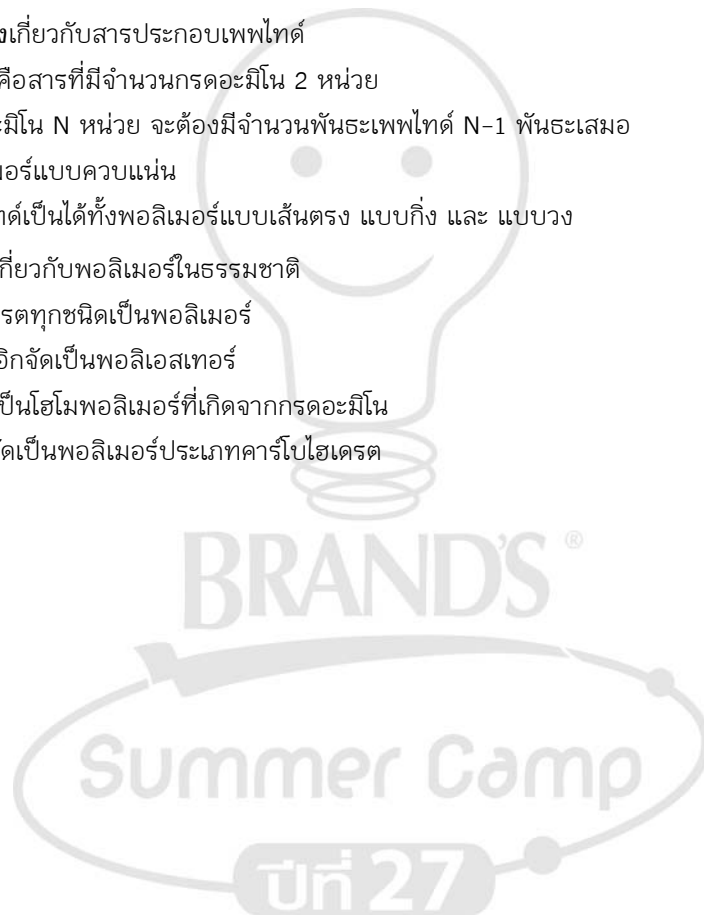 งเกี่ยวกับสารประกอบเพพไทด์
คือสารที่มีจำนวนกรดอะมิโน 2 หน่วย
ะมิโน N หน่วย จะต้องมีจำนวนพันธะเพพไทด์ N-1 พันธะเสมอ
มอร์แบบควบแน่น
ทด์เป็นได้ทั้งพอลิเมอร์แบบเส้นตรง แบบกิ่ง และ แบบวง
กี่ยวกับพอลิเมอร์ในธรรมชาติ
รตทุกชนิดเป็นพอลิเมอร์
อิกจัดเป็นพอลิเอสเทอร์
ป็นโฮโมพอลิเมอร์ที่เกิดจากกรดอะมิโน
ัดเป็นพอลิเมอร์ประเภทคาร์โบไฮเดรต
BRAND'S ®
Summer Camp
ปีที่ 27